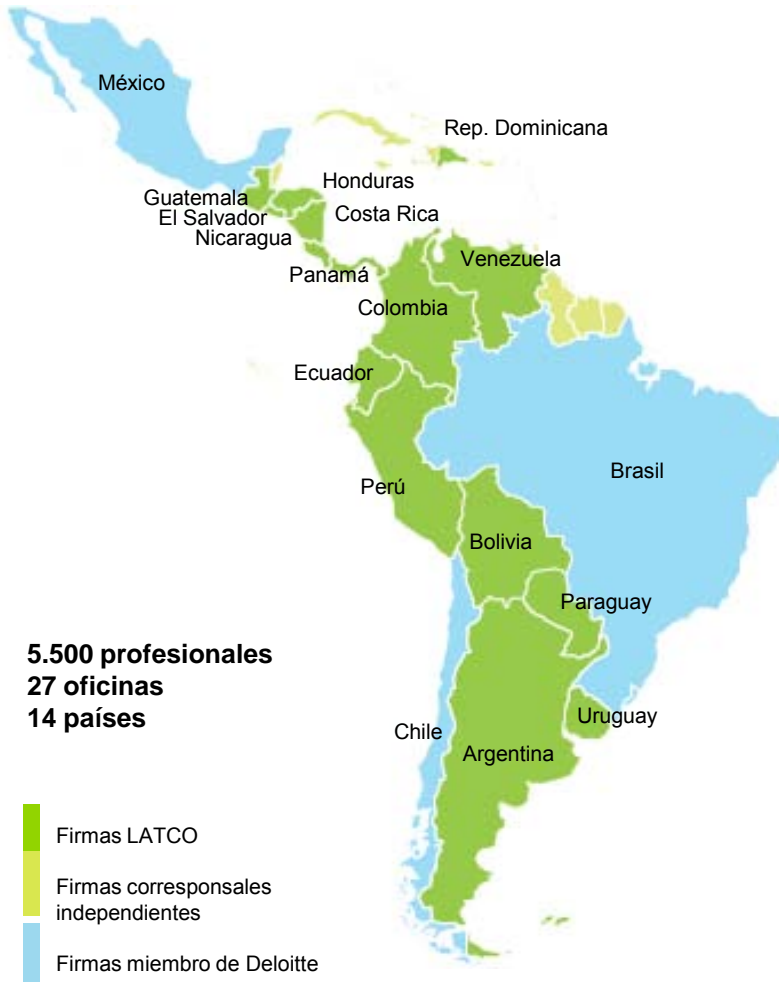 México
Rep. Dominicana
Honduras
Guatemala
El Salvador
Costa Rica
Nicaragua
Venezuela
Panamá
Colombia
Ecuador
Brasil
Perú
Bolivia
Paraguay
5.500 profesionales
27 oficinas
14 países
Uruguay
Chile
Argentina
Firmas LATCO
Firmas corresponsales
independientes
Firmas miembro de Deloitte